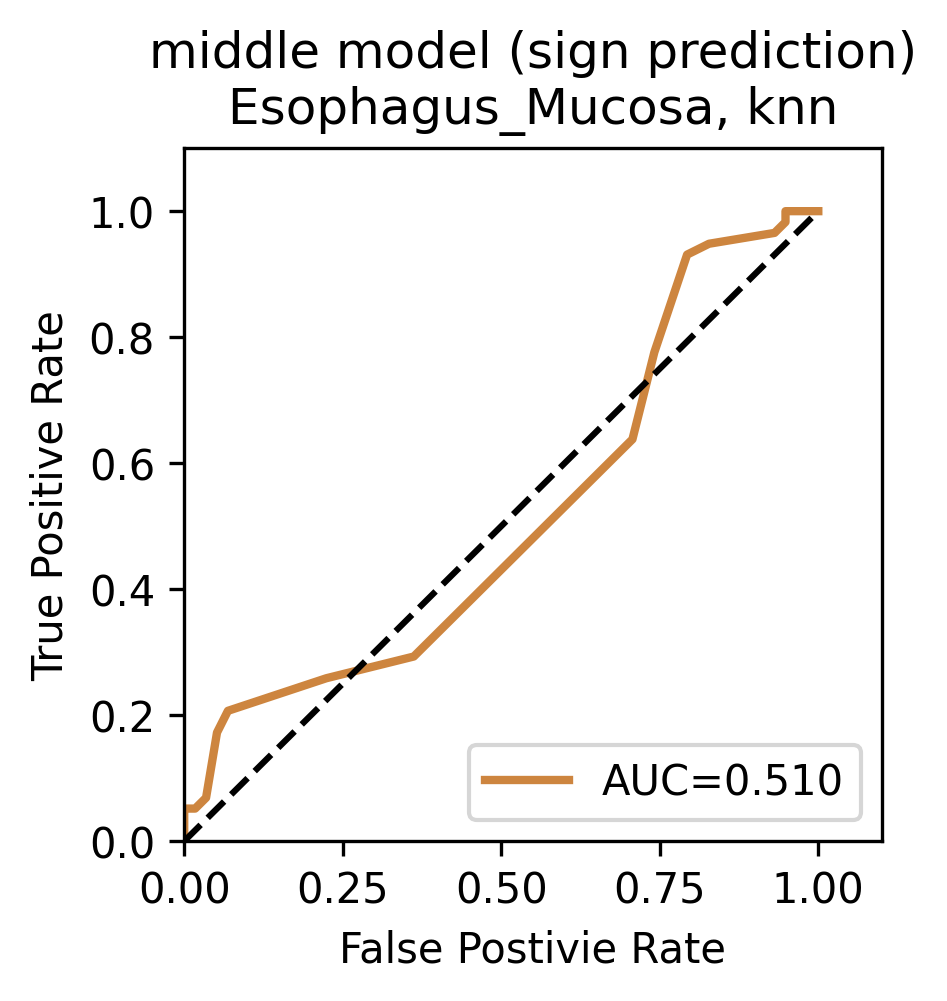 middle model (sign prediction)
Esophagus_Mucosa, knn
1.0
0.8
0.6
0.4
0.2
0.0
True Positive Rate
AUC=0.510
0.00 0.25 0.50 0.75 1.00
False Postivie Rate